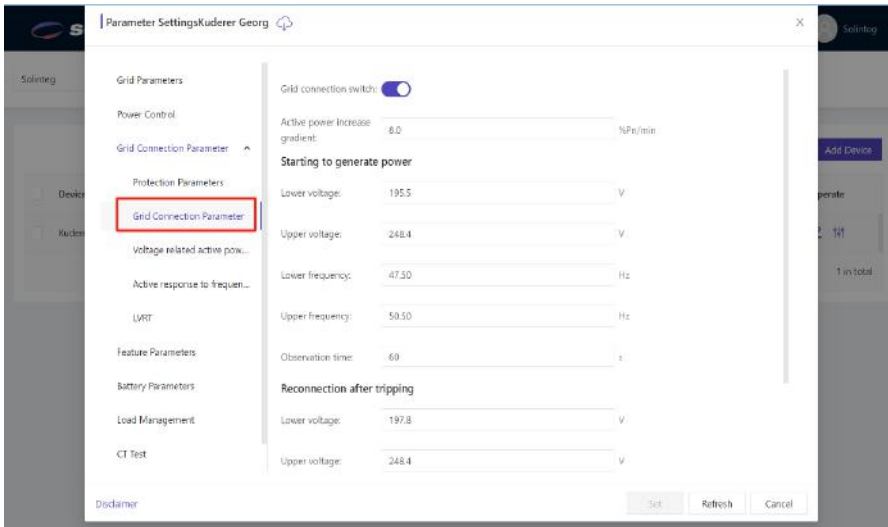 Parameter SettingsKuderer Georg
S
Solinteg
Solinteg
Grid Parameters
Power Control
Grid Connection Parameter
Protection Parameters
Grid Connection Parameter
Voltage related active pow...
Active response to frequen...
LVRT
Feature Parameters
Battery Parameters
Load Management
CT Test
Grid connection switch:
Active power increase
gradient:
8.0
%Pn/min
Starting to generate power
Lower voltage:
195.5
V
Upper voltage:
248.4
V
Lower frequency:
47.50
Hz
Upper frequency:
50.50
Hz
Observation time:
60
s
Reconnection after tripping
Lower voltage:
197.8
V
Upper voltage:
248.4
V
Add Device
Device
perate
Kuder
1 in total
Disclaimer
Set
Refresh
Cancel